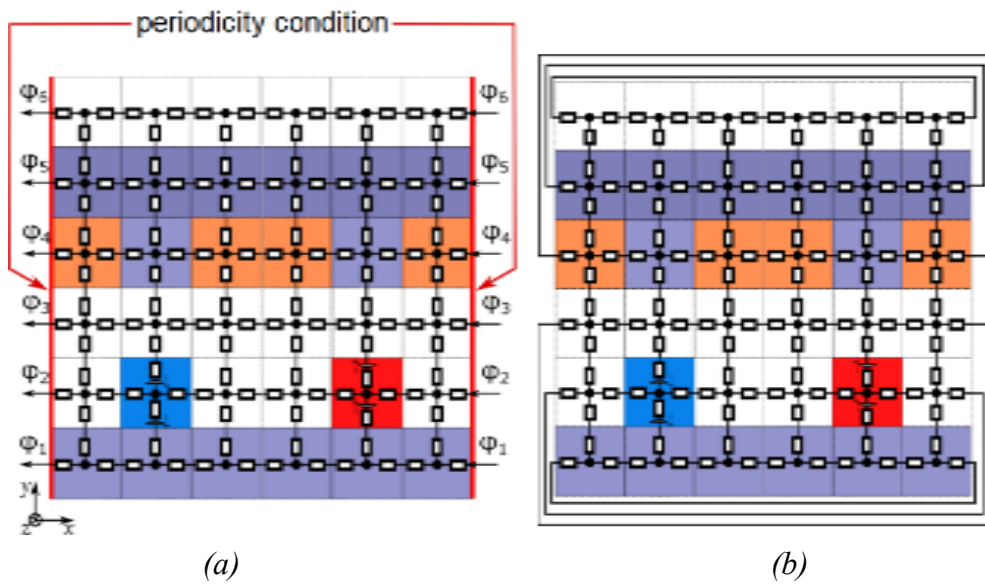 periodicity condition
φ₆ φ₆
φ₅ φ₅
φ₄ φ₄
φ₃ φ₃
φ₂ φ₂
φ₁ φ₁
y
z x
(a) (b)